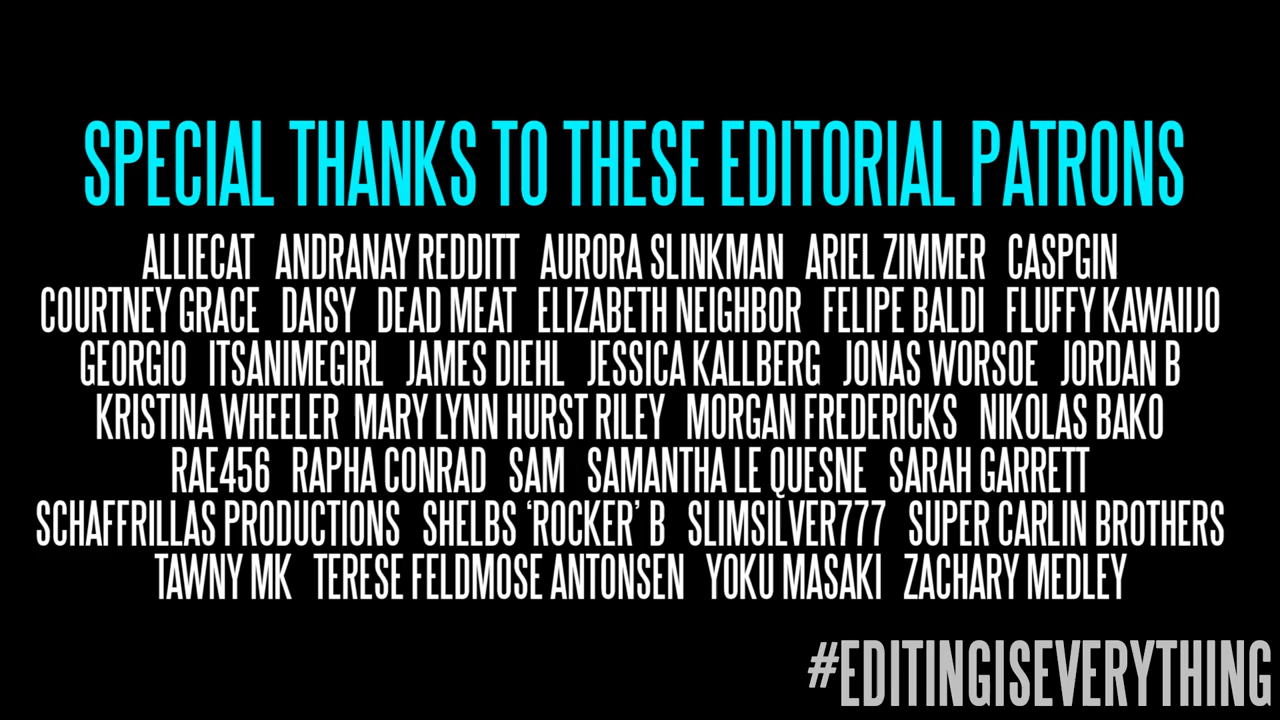 SPECIAL THANKS TO THESE EDITORIAL PATRONS
ALLIECAT ANDRANAY REDDITT AURORA SLINKMAN ARIEL ZIMMER CASPGIN
COURTNEY GRACE DAISY DEAD MEAT ELIZABETH NEIGHBOR FELIPE BALDI FLUFFY KAWAIIJO
GEORGIO ITSANIMEGIRL JAMES DIEHL JESSICA KALLBERG JONAS WORSOE JORDAN B
KRISTINA WHEELER MARY LYNN HURST RILEY MORGAN FREDERICKS NIKOLAS BAKO
RAE456 RAPHA CONRAD SAM SAMANTHA LE QUESNE SARAH GARRETT
SCHAFFRILLAS PRODUCTIONS SHELBS ‘ROCKER’ B SLIMSILVER777 SUPER CARLIN BROTHERS
TAWNY MK TERESE FELDMOSE ANTONSEN YOKU MASAKI ZACHARY MEDLEY
#EDITINGISEVERYTHING